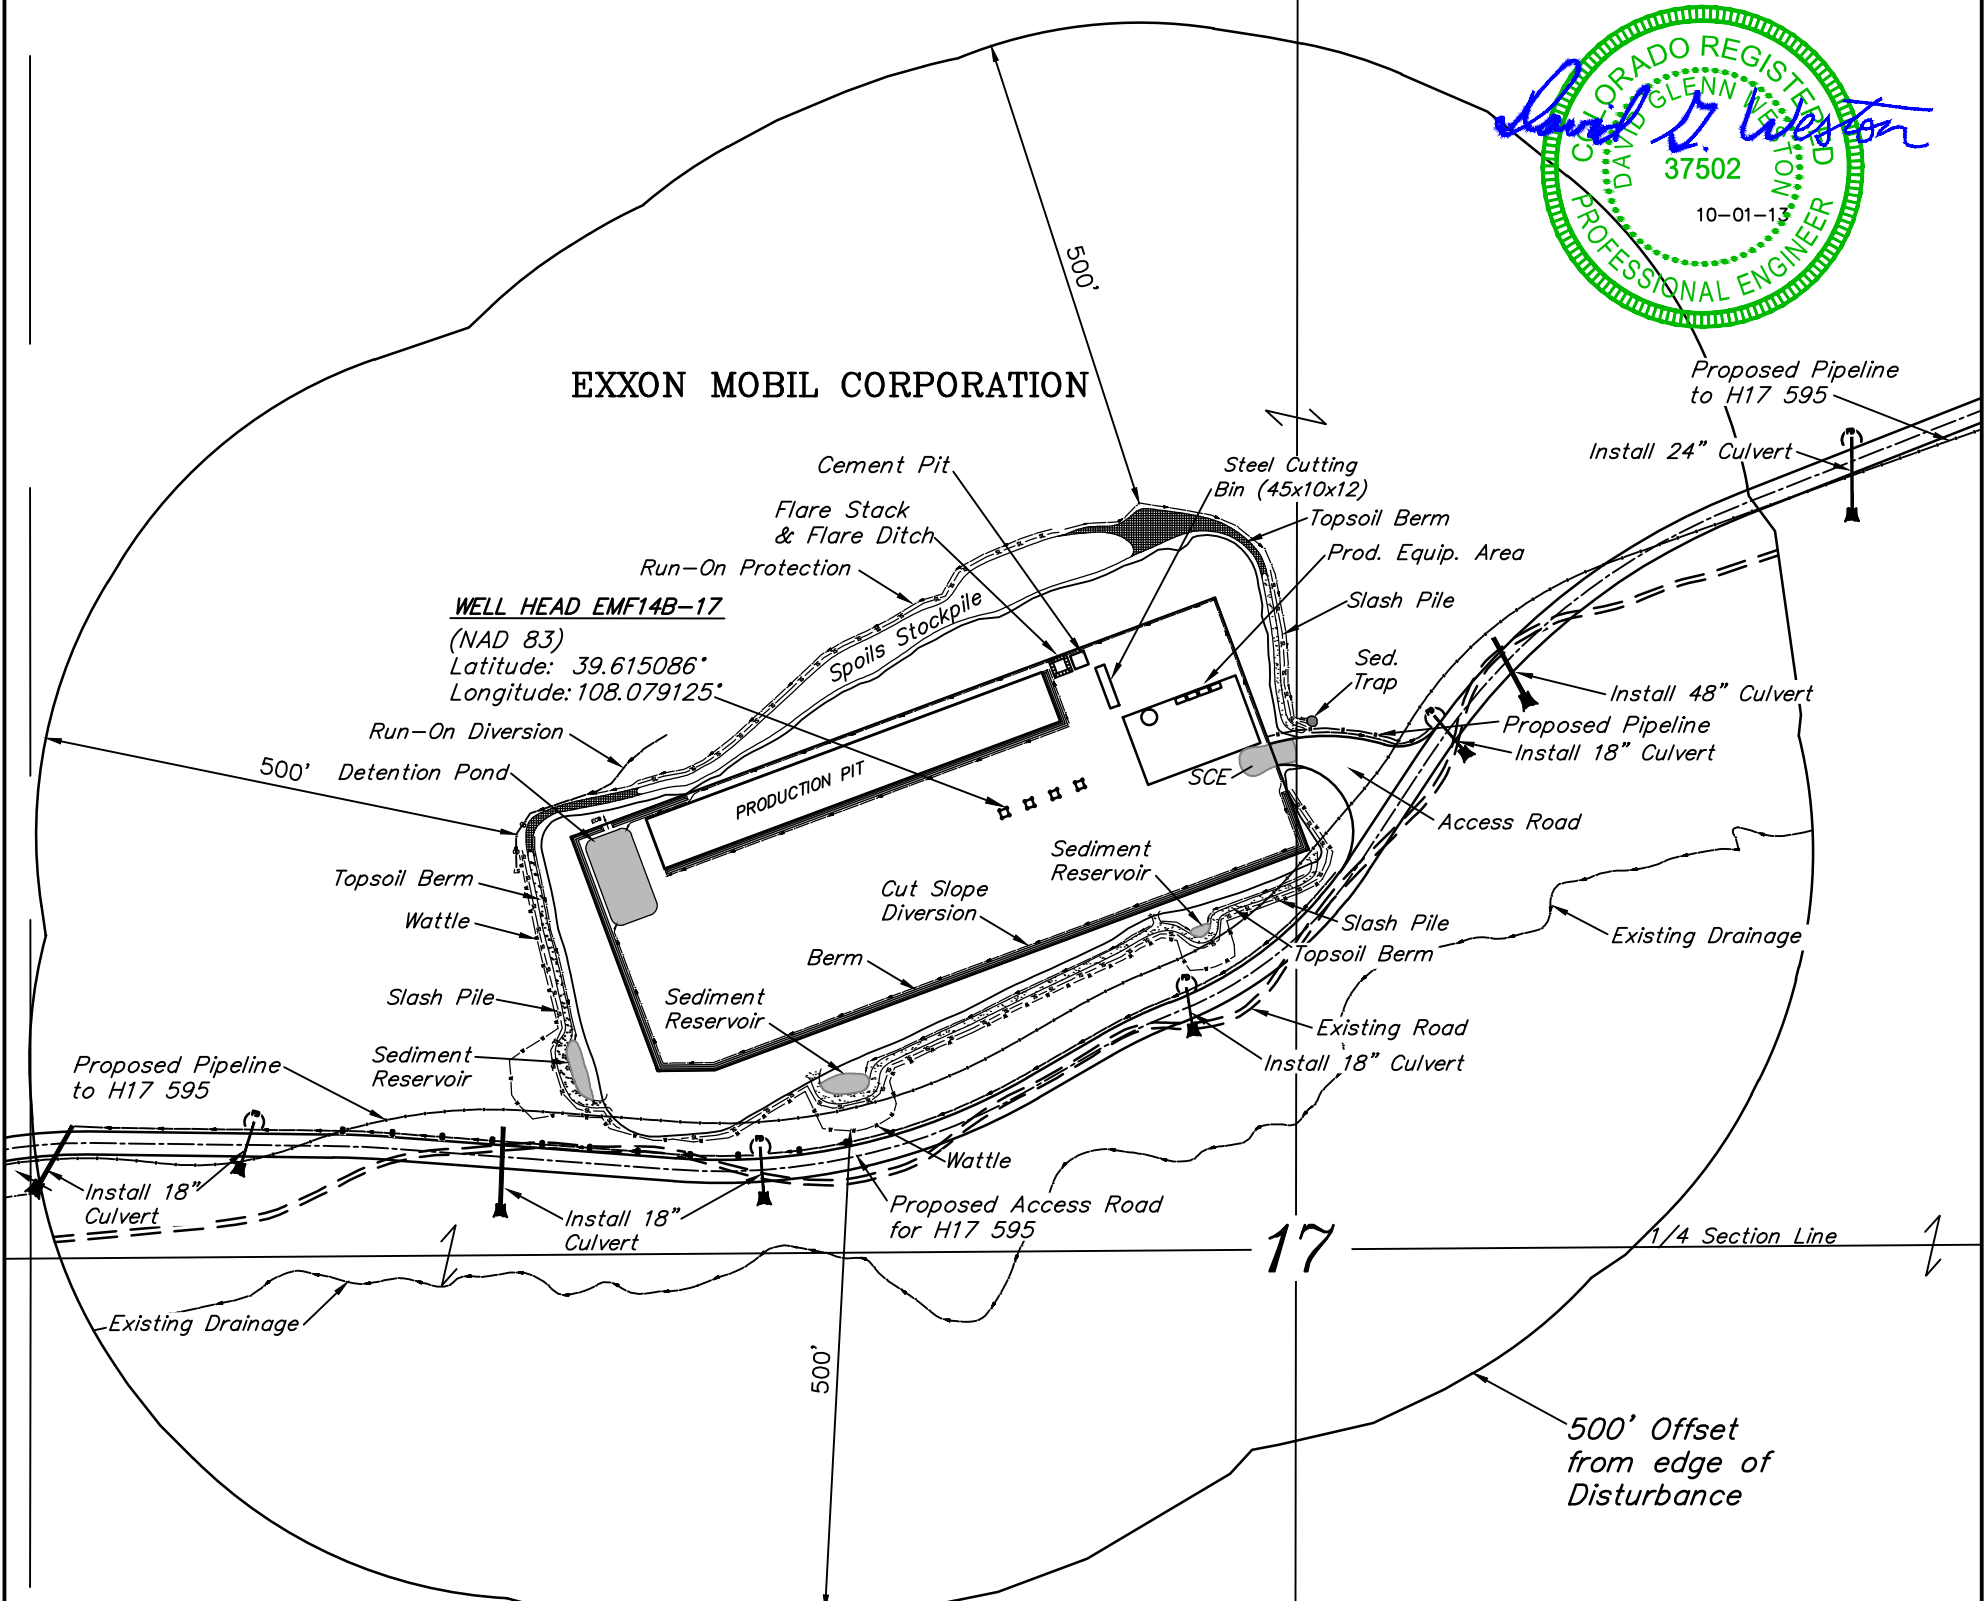 COLORADO REGISTERED
DAVID GLENN WESTON
37502
10-01-13
PROFESSIONAL ENGINEER
David G. Weston
500'
EXXON MOBIL CORPORATION
Proposed Pipeline
to H17 595
Install 24" Culvert
Cement Pit
Steel Cutting
Bin (45x10x12)
Flare Stack
& Flare Ditch
Topsoil Berm
Prod. Equip. Area
Run-On Protection
Slash Pile
WELL HEAD EMF14B-17
(NAD 83)
Latitude: 39.615086°
Longitude: 108.079125°
Spoils Stockpile
Sed.
Trap
Install 48" Culvert
Proposed Pipeline
Install 18" Culvert
Run-On Diversion
500'
Detention Pond
PRODUCTION PIT
SCE
Access Road
Sediment
Reservoir
Topsoil Berm
Wattle
Cut Slope
Diversion
Slash Pile
Topsoil Berm
Existing Drainage
Berm
Slash Pile
Sediment
Reservoir
Existing Road
Install 18" Culvert
Sediment
Reservoir
Proposed Pipeline
to H17 595
Wattle
Install 18"
Culvert
Install 18"
Culvert
Proposed Access Road
for H17 595
17
1/4 Section Line
Existing Drainage
500'
500' Offset
from edge of
Disturbance